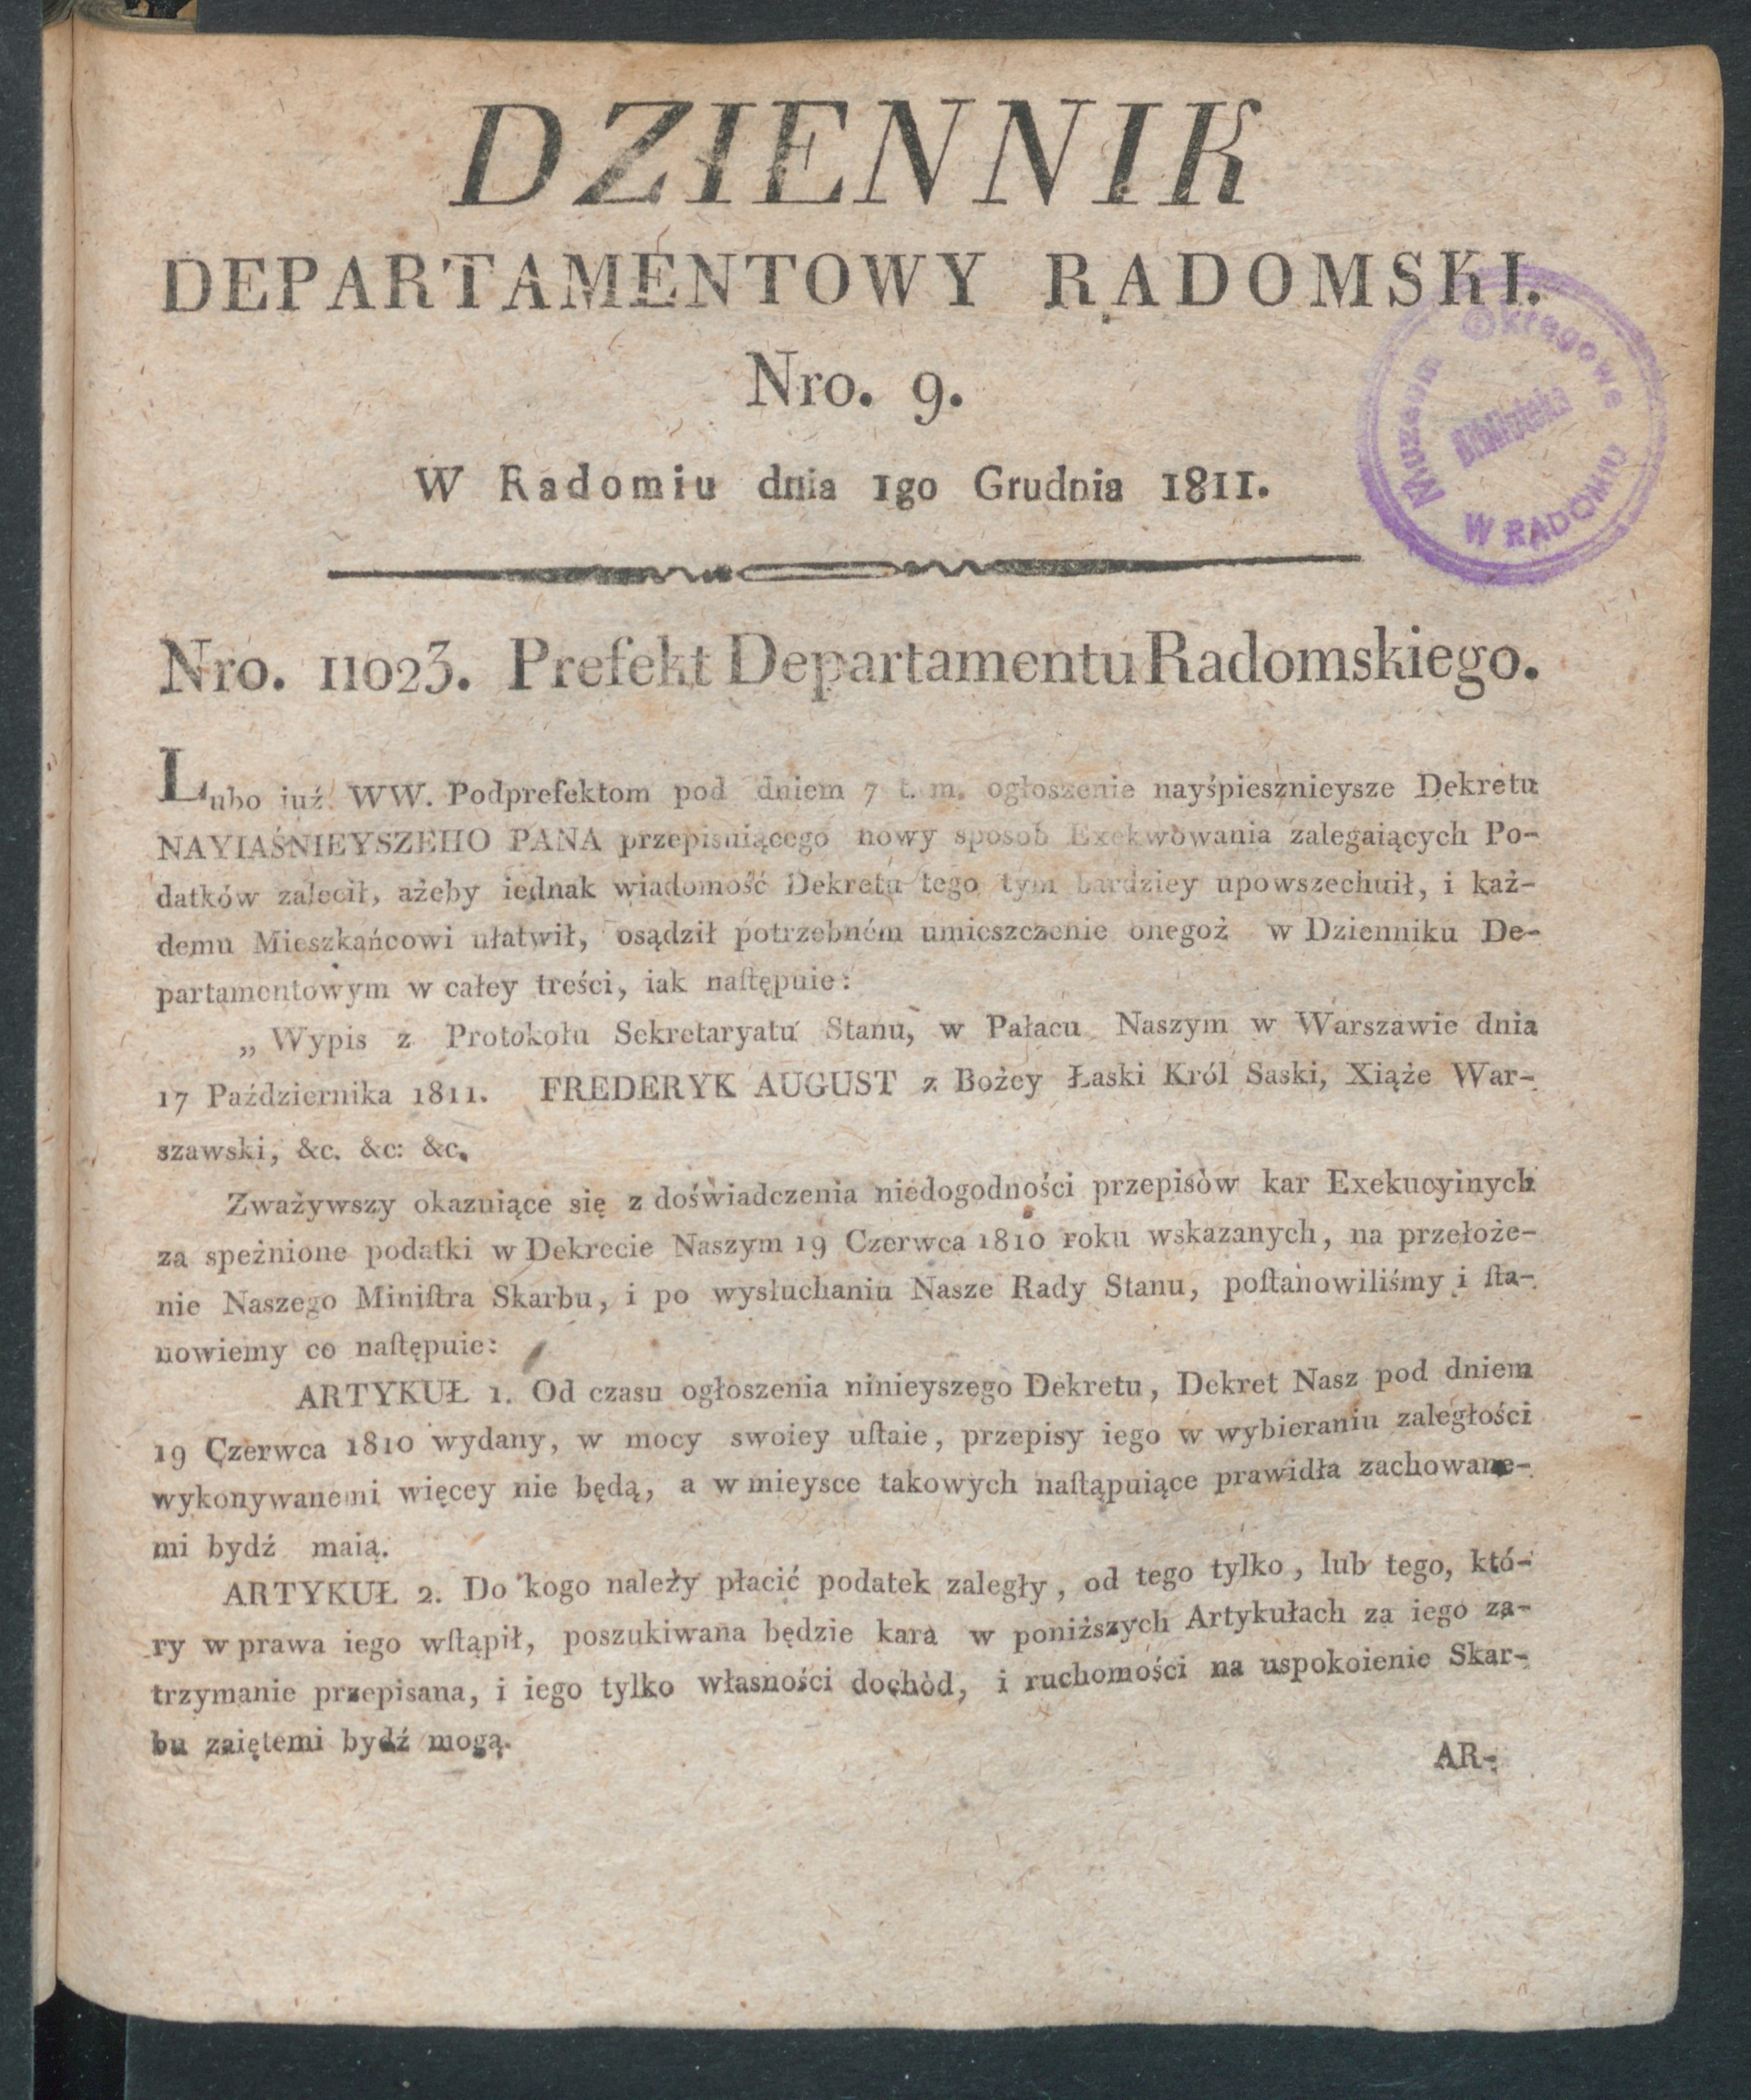 DZIENNIK
DEPARTAMENTOWY RADOMSKI.
Nro. 9.
W Radomiu dnia 1go Grudnia 1811.
Muzeum Okręgowe
Biblioteka
W RADOMIU
Nro. 11023. Prefekt Departamentu Radomskiego.
Lubo iuź WW. Podprefektom pod dniem 7 t. m. ogłoszenie nayśpiesznieysze Dekretu
NAYIAŚNIEYSZEHO PANA przepisuiącego nowy sposob Exekwowania zalegaiących Po-
datków zalecił, ażeby iednak wiadomość Dekretu tego tym bardziey upowszechnił, i każ-
demu Mieszkańcowi ułatwił, osądził potrzebném umieszczenie onegoż w Dzienniku De-
partamentowym w całey treści, iak naſtępuie:
„ Wypis z Protokołu Sekretaryatu Stanu, w Pałacu Naszym w Warszawie dnia
17 Października 1811. FREDERYK AUGUST z Bożey Łaski Król Saski, Xiąże War-
szawski, &c. &c: &c.
Zważywszy okazuiące się z doświadczenia niedogodności przepisów kar Exekucyinych
za speżnione podatki w Dekrecie Naszym 19 Czerwca 1810 roku wskazanych, na przełoże-
nie Naszego Miniſtra Skarbu, i po wysłuchaniu Nasze Rady Stanu, poſtanowiliśmy i ſta-
nowiemy co naſtępuie:
ARTYKUŁ 1. Od czasu ogłoszenia ninieyszego Dekretu, Dekret Nasz pod dniem
19 Czerwca 1810 wydany, w mocy swoiey uſtaie, przepisy iego w wybieraniu zaległości
wykonywanemi więcey nie będą, a w mieysce takowych naſtąpuiące prawidła zachowane-
mi bydź maią.
ARTYKUŁ 2. Do kogo należy płacić podatek zaległy, od tego tylko, lub tego, któ-
ry w prawa iego wſtąpił, poszukiwana będzie kara w poniższych Artykułach za iego za-
trzymanie przepisana, i iego tylko własności dochòd, i ruchomości na uspokoienie Skar-
bu zaiętemi bydź mogą.
AR-